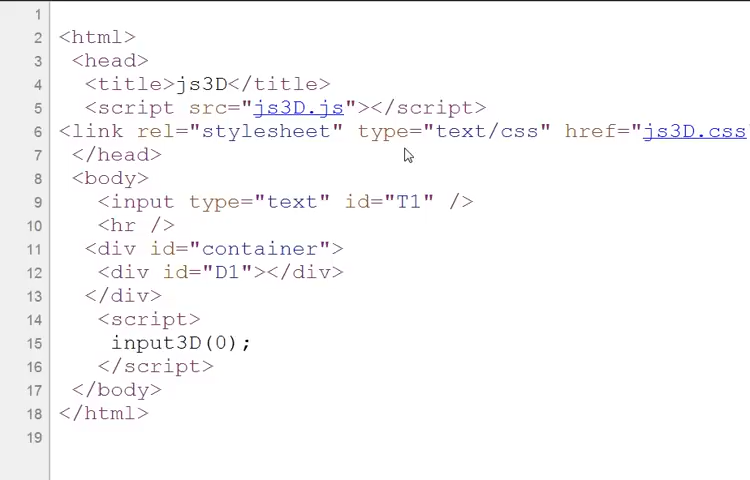 1
2 <html>
3 <head>
4 <title>js3D</title>
5 <script src="js3D.js"></script>
6 <link rel="stylesheet" type="text/css" href="js3D.css"
7 </head>
8 <body>
9 <input type="text" id="T1" />
10 <hr />
11 <div id="container">
12 <div id="D1"></div>
13 </div>
14 <script>
15 input3D(0);
16 </script>
17 </body>
18 </html>
19